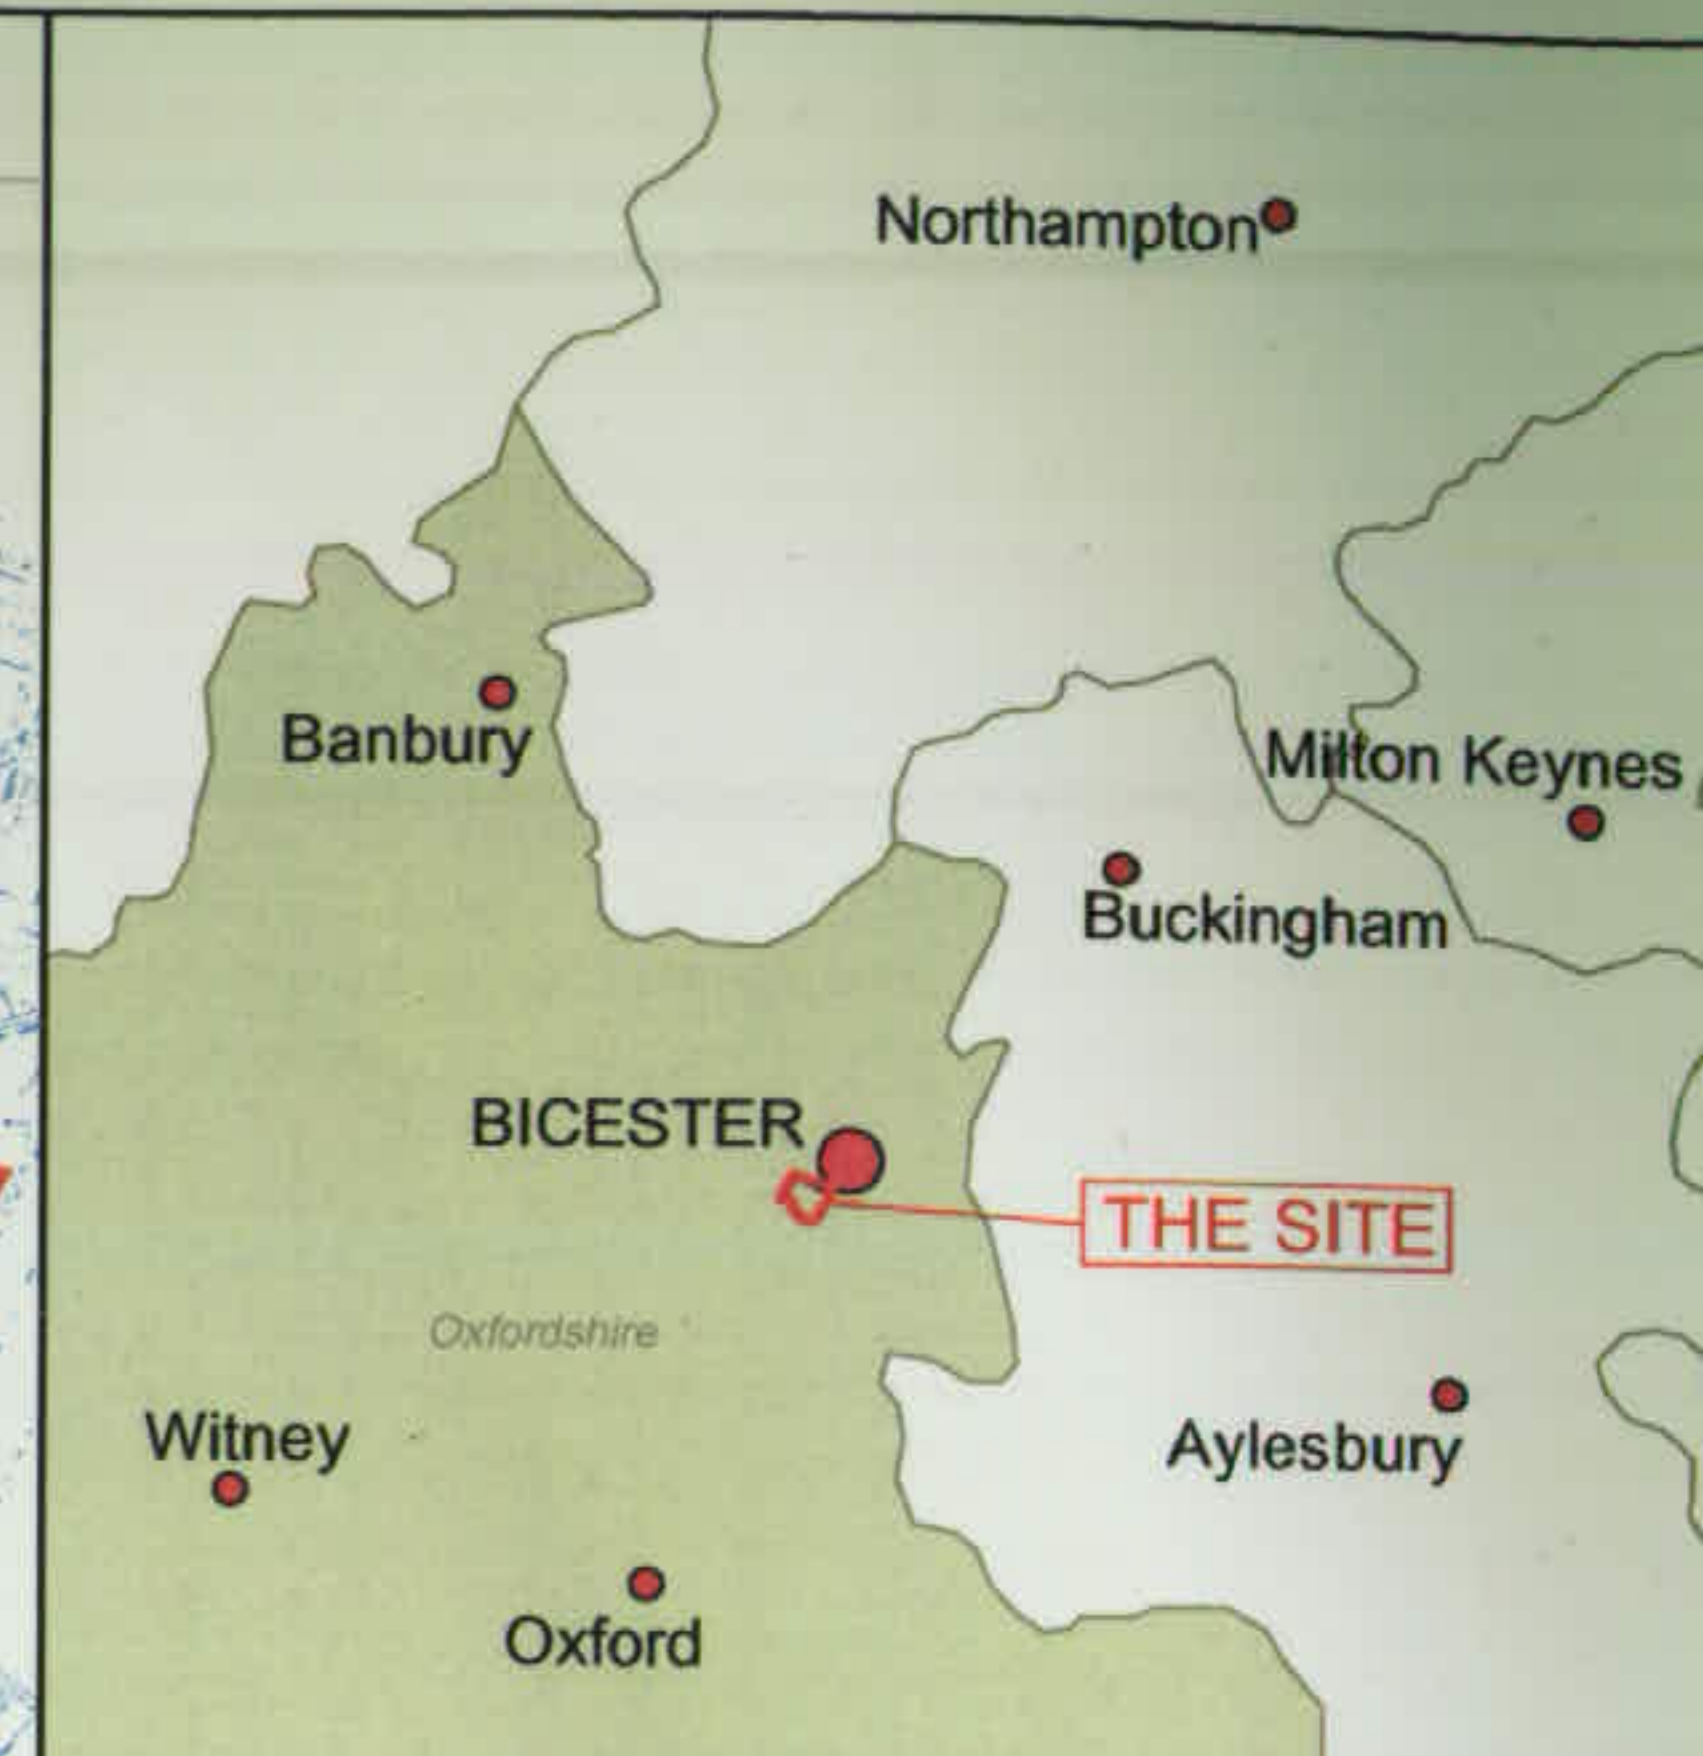 Northampton
Banbury
Milton Keynes
Buckingham
BICESTER
THE SITE
Oxfordshire
Witney
Aylesbury
Oxford